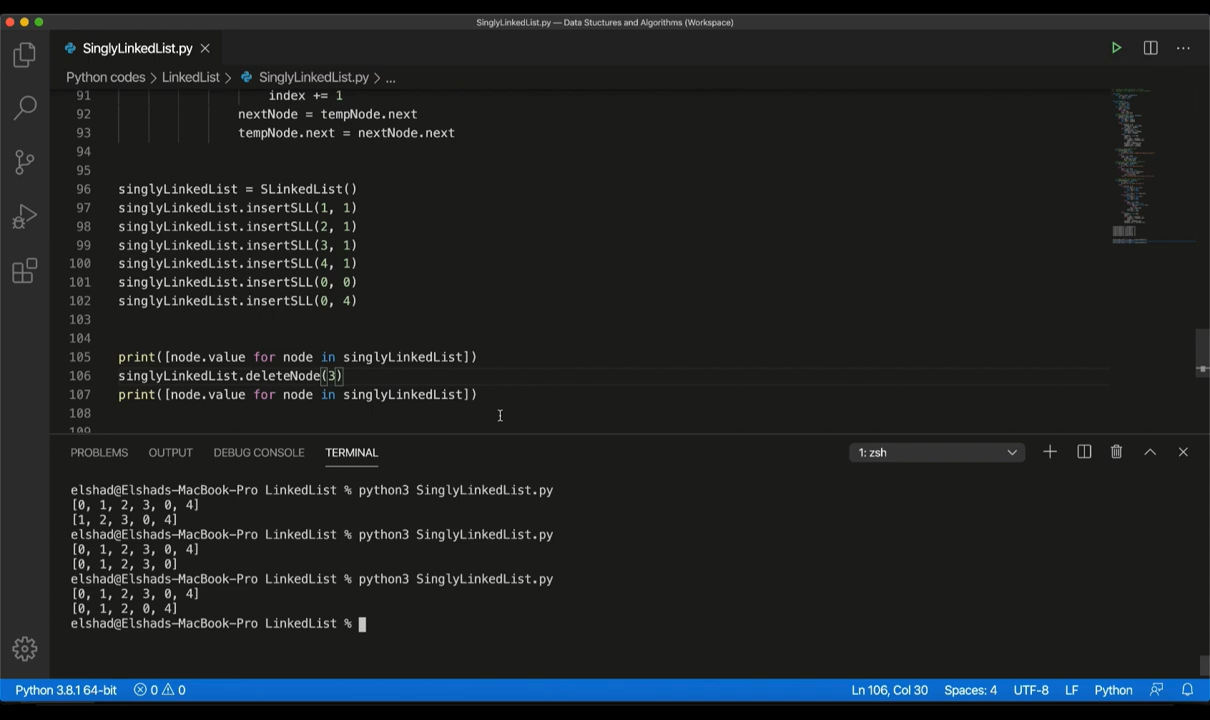 SinglyLinkedList.py — Data Stuctures and Algorithms (Workspace)
SinglyLinkedList.py
Python codes > LinkedList > SinglyLinkedList.py > ...
91 index += 1
92 nextNode = tempNode.next
93 tempNode.next = nextNode.next
94
95
96 singlyLinkedList = SLinkedList()
97 singlyLinkedList.insertSLL(1, 1)
98 singlyLinkedList.insertSLL(2, 1)
99 singlyLinkedList.insertSLL(3, 1)
100 singlyLinkedList.insertSLL(4, 1)
101 singlyLinkedList.insertSLL(0, 0)
102 singlyLinkedList.insertSLL(0, 4)
103
104
105 print([node.value for node in singlyLinkedList])
106 singlyLinkedList.deleteNode(3)
107 print([node.value for node in singlyLinkedList])
108
109
PROBLEMS OUTPUT DEBUG CONSOLE TERMINAL 1: zsh
elshad@Elshads-MacBook-Pro LinkedList % python3 SinglyLinkedList.py
[0, 1, 2, 3, 0, 4]
[1, 2, 3, 0, 4]
elshad@Elshads-MacBook-Pro LinkedList % python3 SinglyLinkedList.py
[0, 1, 2, 3, 0, 4]
[0, 1, 2, 3, 0]
elshad@Elshads-MacBook-Pro LinkedList % python3 SinglyLinkedList.py
[0, 1, 2, 3, 0, 4]
[0, 1, 2, 0, 4]
elshad@Elshads-MacBook-Pro LinkedList %
Python 3.8.1 64-bit 0 0 Ln 106, Col 30 Spaces: 4 UTF-8 LF Python